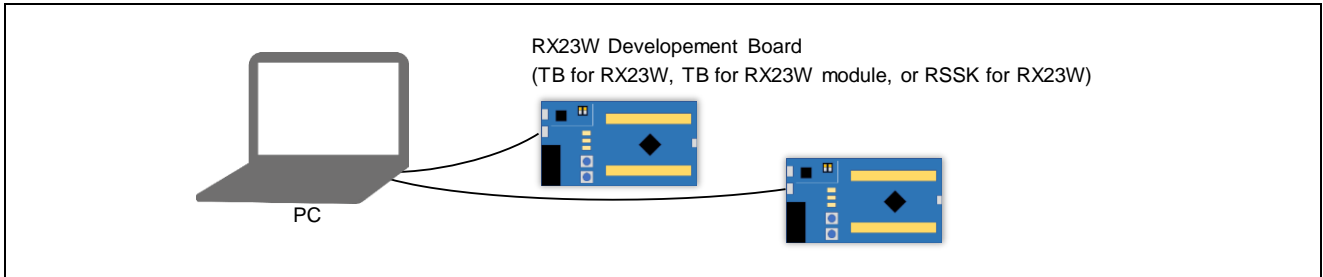 RX23W Developement Board
(TB for RX23W, TB for RX23W module, or RSSK for RX23W)
PC